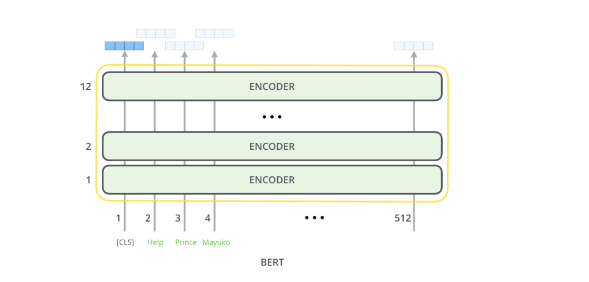 12 ENCODER
...
2 ENCODER
1 ENCODER
1 2 3 4 ... 512
[CLS] Help Prince Mayuko
BERT